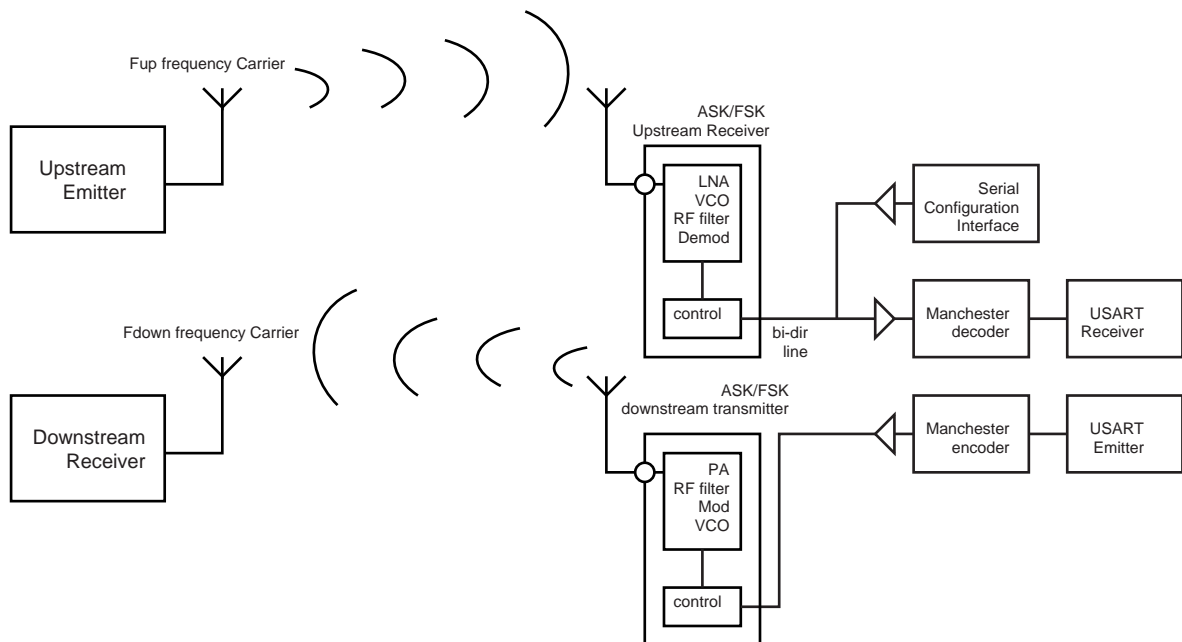 Fup frequency Carrier
Upstream
Emitter
ASK/FSK
Upstream Receiver
LNA
VCO
RF filter
Demod
control
bi-dir
line
Serial
Configuration
Interface
Manchester
decoder
USART
Receiver
Fdown frequency Carrier
Downstream
Receiver
ASK/FSK
downstream transmitter
PA
RF filter
Mod
VCO
control
Manchester
encoder
USART
Emitter